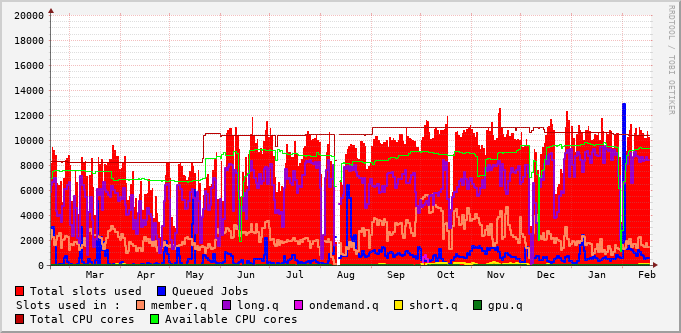 20000
18000
16000
14000
12000
10000
8000
6000
4000
2000
0
Mar Apr May Jun Jul Aug Sep Oct Nov Dec Jan Feb
RRDTOOL / TOBI OETIKER
Total slots used Queued Jobs
Slots used in : member.q long.q ondemand.q short.q gpu.q
Total CPU cores Available CPU cores